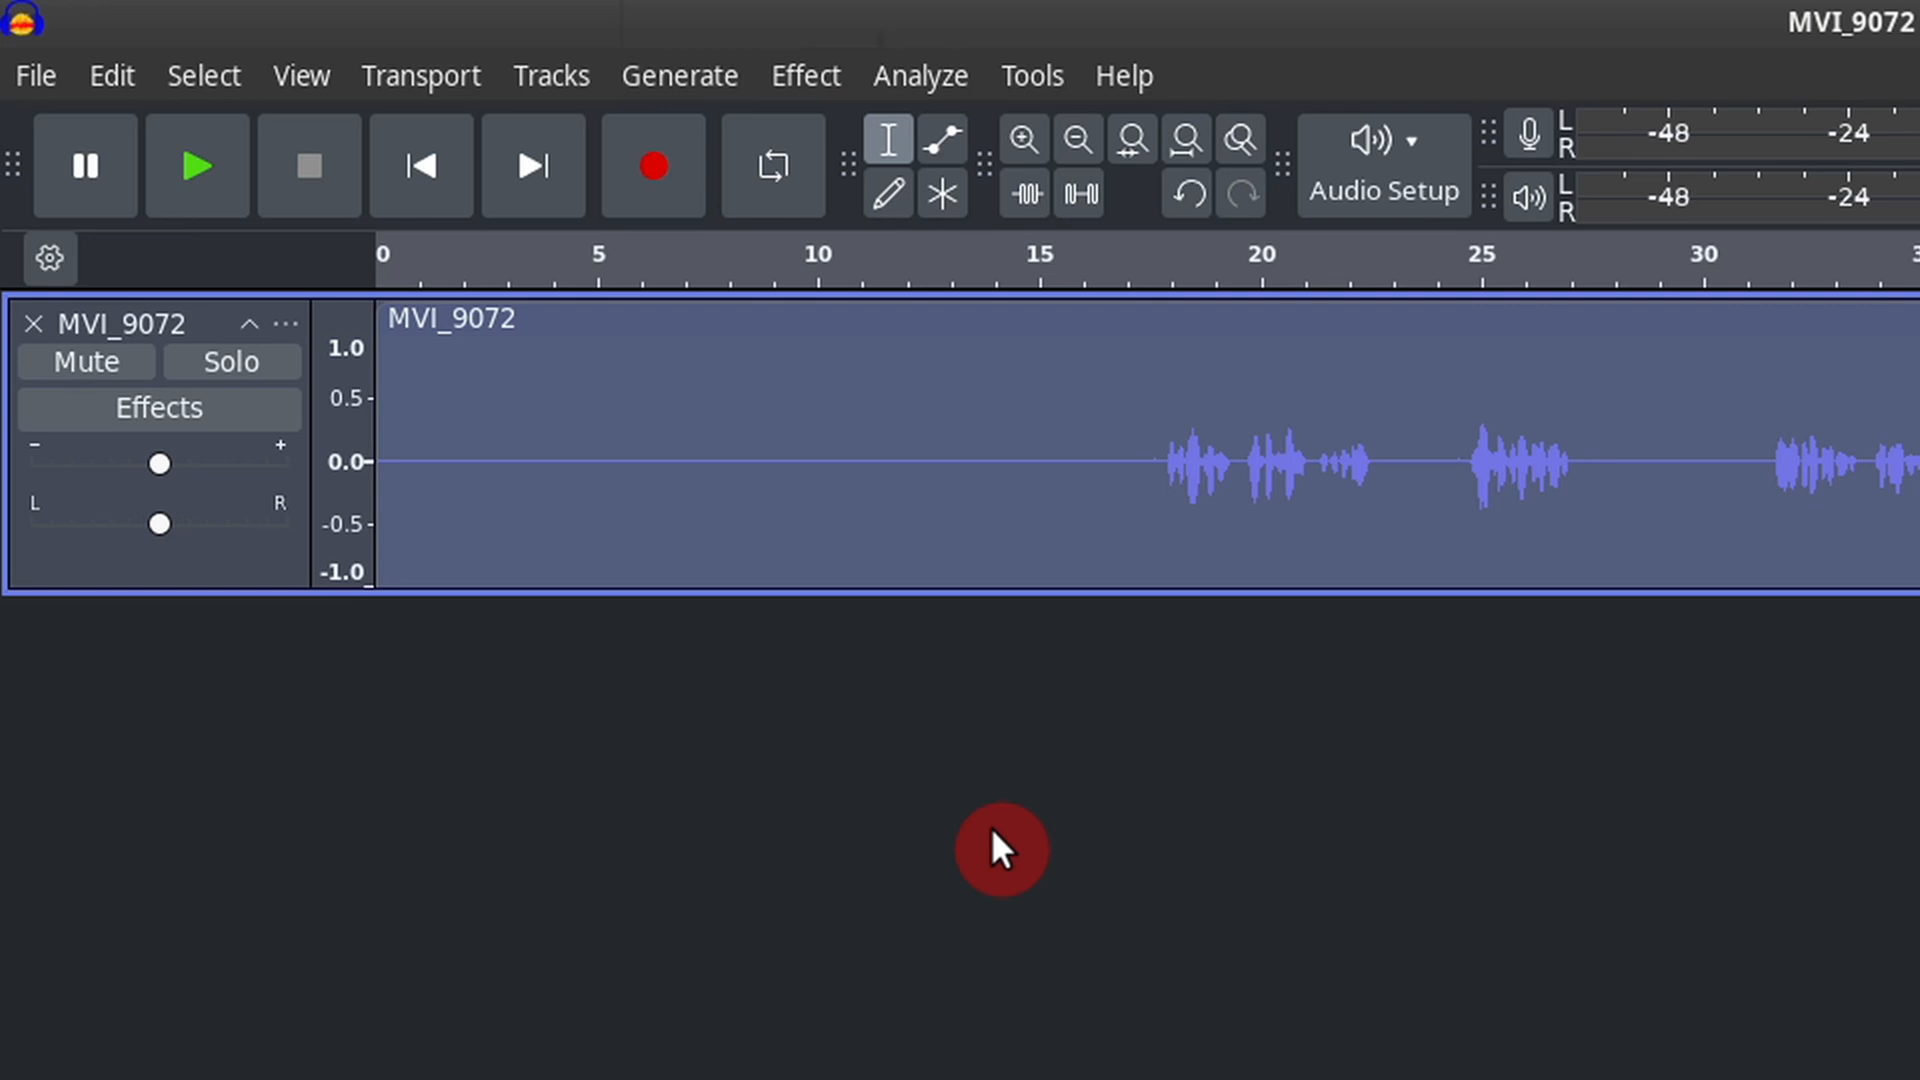 MVI_9072
File Edit Select View Transport Tracks Generate Effect Analyze Tools Help
Audio Setup
L
R
-48 -24
L
R
-48 -24
0 5 10 15 20 25 30
MVI_9072
Mute Solo
Effects
- +
L R
1.0
0.5
0.0
-0.5
-1.0
MVI_9072